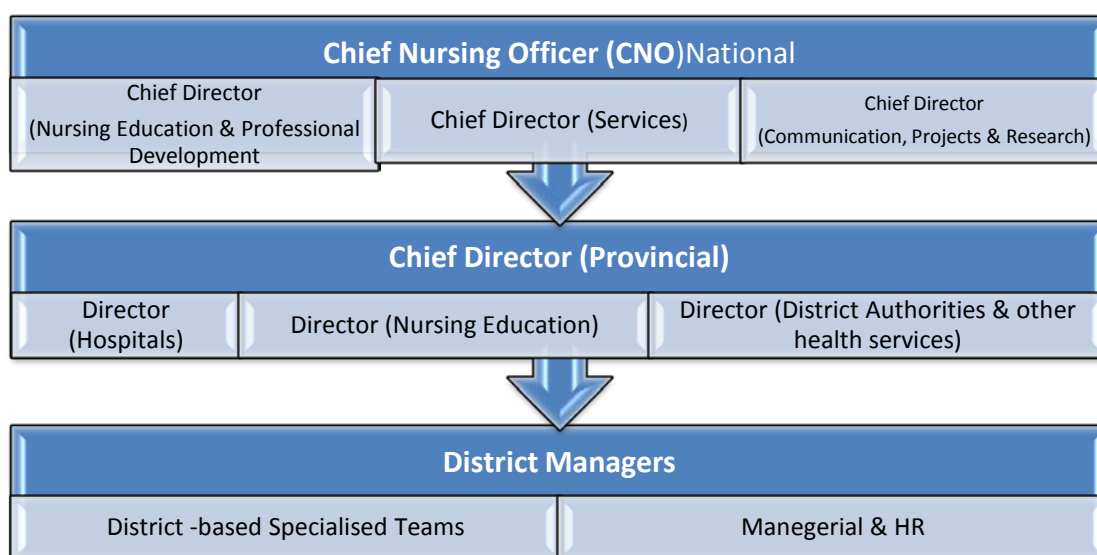 Chief Nursing Officer (CNO)National
Chief Director
(Nursing Education & Professional
Development
Chief Director (Services)
Chief Director
(Communication, Projects & Research)
Chief Director (Provincial)
Director
(Hospitals)
Director (Nursing Education)
Director (District Authorities & other
health services)
District Managers
District -based Specialised Teams
Manegerial & HR